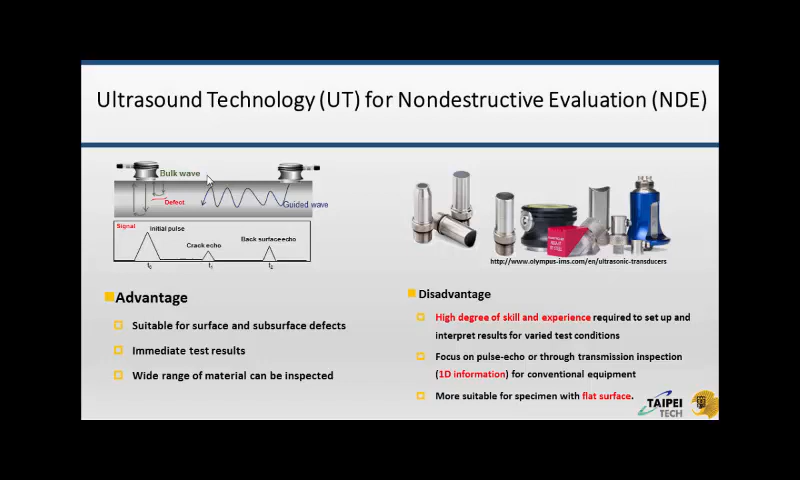 Ultrasound Technology (UT) for Nondestructive Evaluation (NDE)
Bulk wave
Defect
Guided wave
Signal
Initial pulse
Crack echo
Back surface echo
t0
t1
t2
http://www.olympus-ims.com/en/ultrasonic-transducers
Advantage
Suitable for surface and subsurface defects
Immediate test results
Wide range of material can be inspected
Disadvantage
High degree of skill and experience required to set up and
interpret results for varied test conditions
Focus on pulse-echo or through transmission inspection
(1D information) for conventional equipment
More suitable for specimen with flat surface.
TAIPEI
TECH